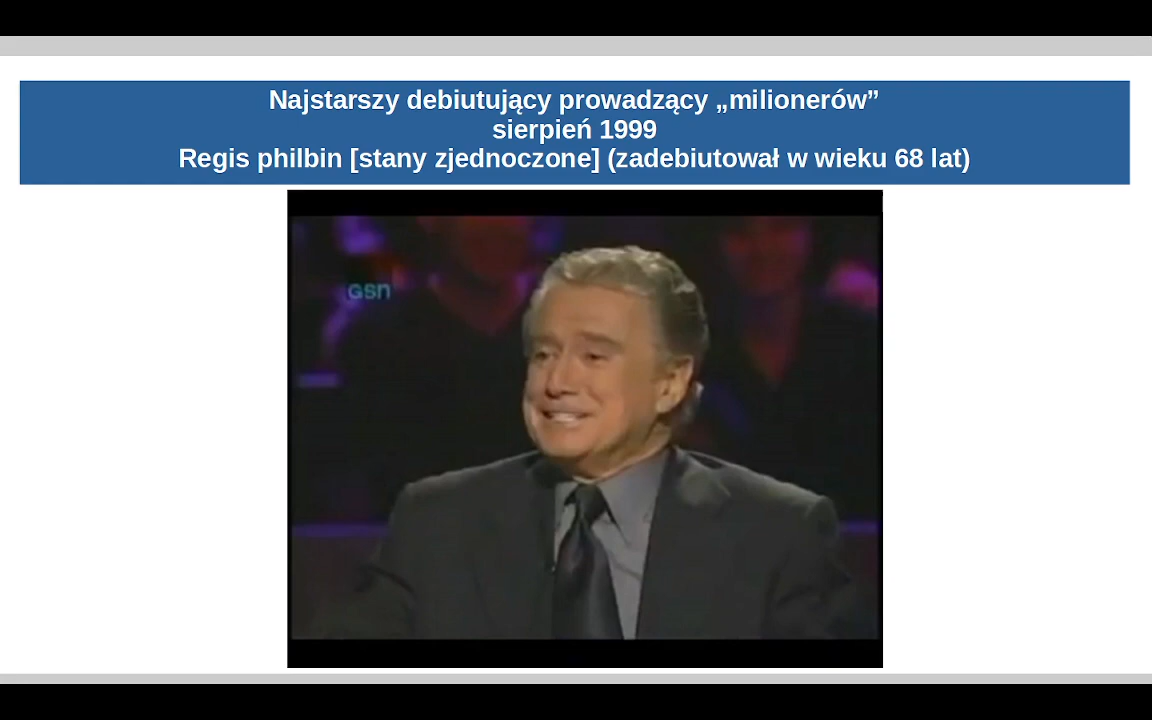 Najstarszy debiutujący prowadzący „milionerów”
sierpień 1999
Regis philbin [stany zjednoczone] (zadebiutował w wieku 68 lat)
GSN